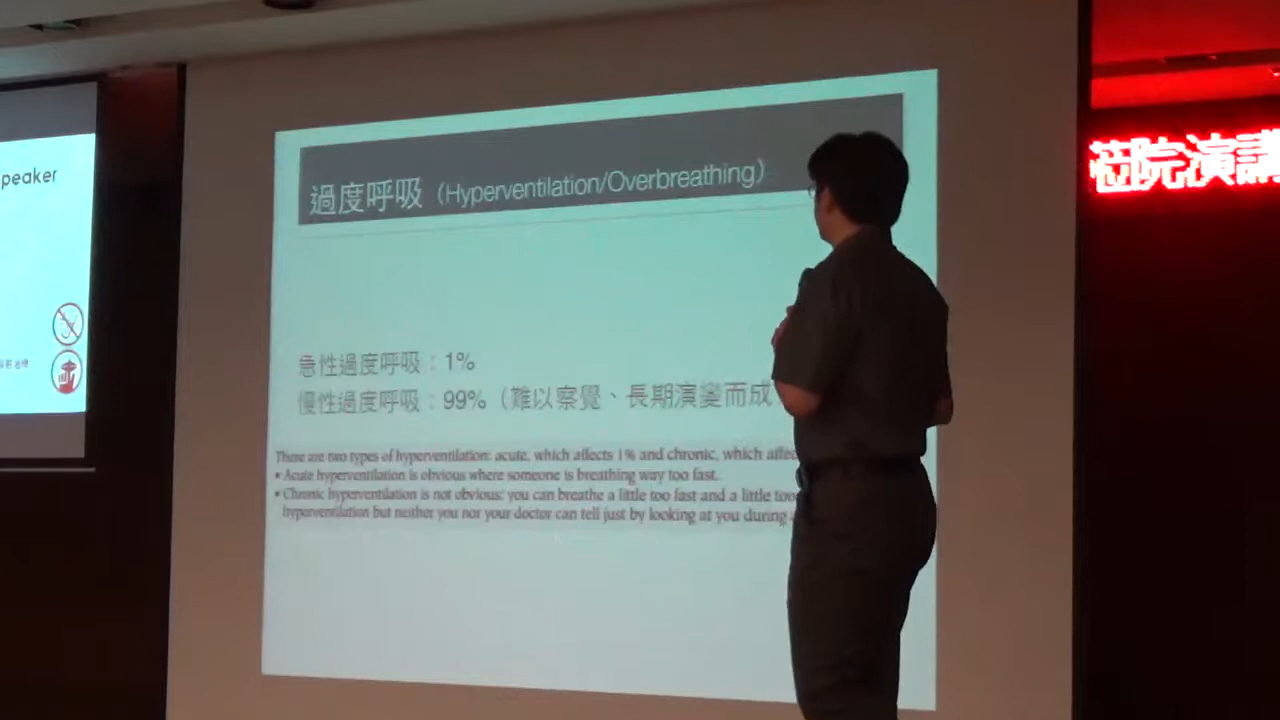 peaker
過度呼吸（Hyperventilation/Overbreathing）
蒞院演講
急性過度呼吸：1%
慢性過度呼吸：99%（難以察覺、長期演變而成
There are two types of hyperventilation: acute, which affects 1% and chronic, which affec
• Acute hyperventilation is obvious where someone is breathing way too fast.
• Chronic hyperventilation is not obvious: you can breathe a little too fast and a little too
hyperventilation but neither you nor your doctor can tell just by looking at you during